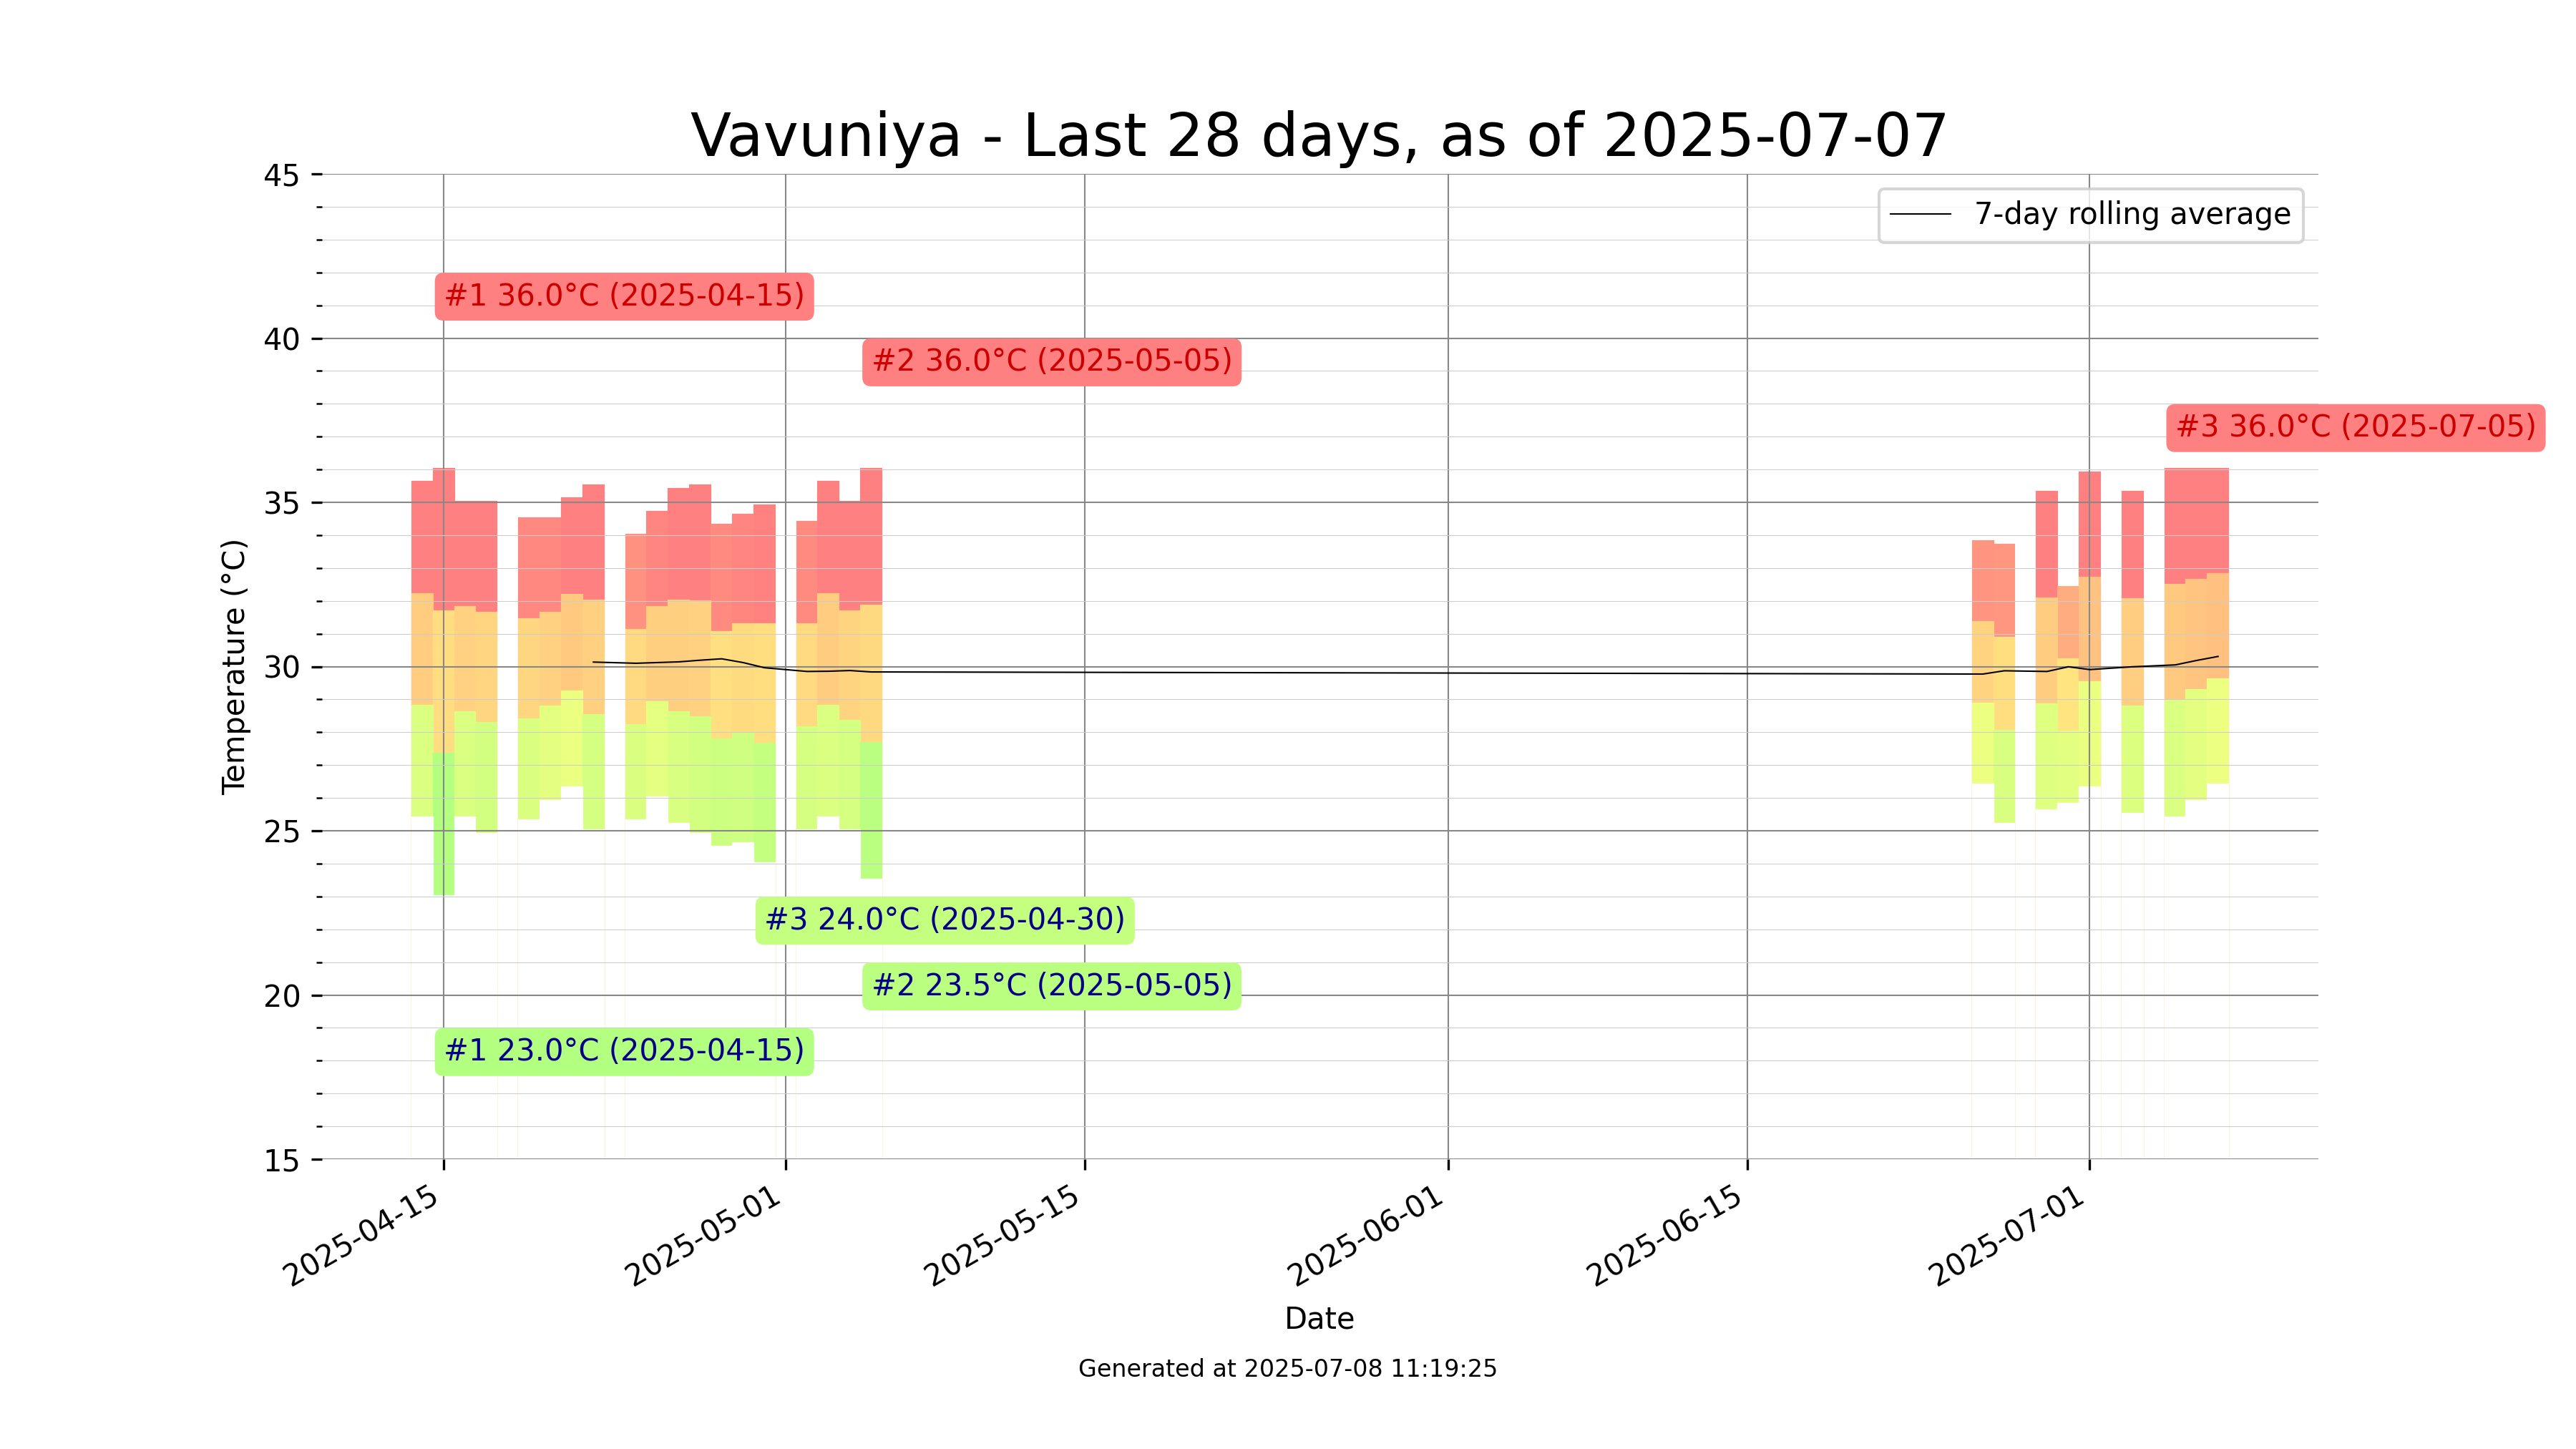 Vavuniya - Last 28 days, as of 2025-07-07
7-day rolling average
45
40
35
30
25
20
15
Temperature (°C)
#1 36.0°C (2025-04-15)
#2 36.0°C (2025-05-05)
#3 36.0°C (2025-07-05)
#3 24.0°C (2025-04-30)
#2 23.5°C (2025-05-05)
#1 23.0°C (2025-04-15)
2025-04-15
2025-05-01
2025-05-15
2025-06-01
2025-06-15
2025-07-01
Date
Generated at 2025-07-08 11:19:25